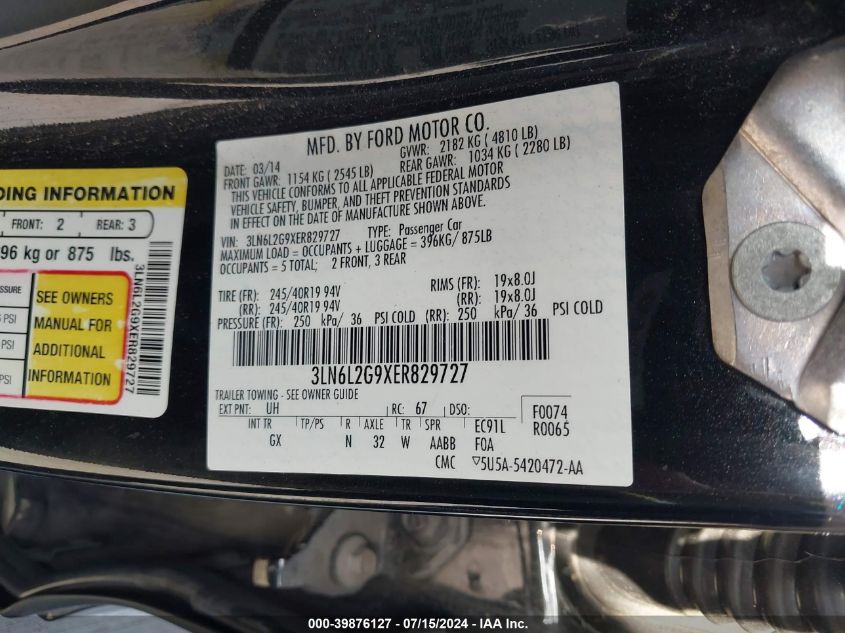 MFD. BY FORD MOTOR CO.
DATE: 03/14 GVWR: 2182 KG ( 4810 LB)
FRONT GAWR: 1154 KG ( 2545 LB) REAR GAWR: 1034 KG ( 2280 LB)
THIS VEHICLE CONFORMS TO ALL APPLICABLE FEDERAL MOTOR
VEHICLE SAFETY, BUMPER, AND THEFT PREVENTION STANDARDS
IN EFFECT ON THE DATE OF MANUFACTURE SHOWN ABOVE.
VIN: 3LN6L2G9XER829727 TYPE: Passenger Car
MAXIMUM LOAD = OCCUPANTS + LUGGAGE = 396KG/ 875LB
OCCUPANTS = 5 TOTAL; 2 FRONT, 3 REAR
TIRE (FR): 245/40R19 94V RIMS (FR): 19x8.0J
(RR): 245/40R19 94V (RR): 19x8.0J
PRESSURE (FR): 250 kPa/ 36 PSI COLD (RR): 250 kPa/ 36 PSI COLD
3LN6L2G9XER829727
TRAILER TOWING - SEE OWNER GUIDE
EXT PNT: UH RC: 67 DSO: F0074
INT TR TP/PS R AXLE TR SPR EC91L R0065
GX N 32 W AABB F0A
CMC ▽5U5A-5420472-AA
DING INFORMATION
FRONT: 2 REAR: 3
96 kg or 875 lbs.
SSURE
PSI
PSI
SEE OWNERS
MANUAL FOR
ADDITIONAL
INFORMATION
3LN6L2G9XER829727
000-39876127 - 07/15/2024 - IAA Inc.